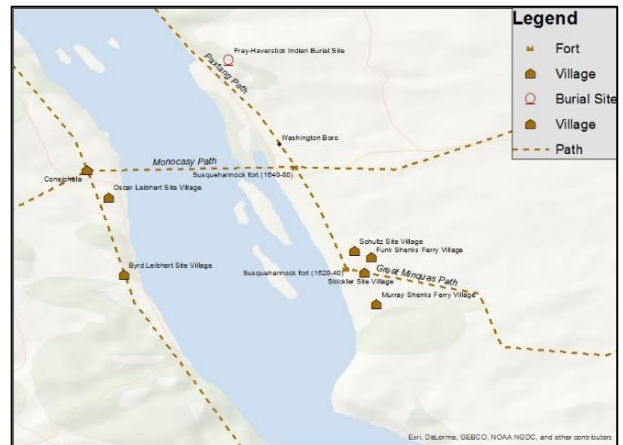 Legend
Fort
Village
Burial Site
Village
Path
Frey-Haverstick Indian Burial Site
Paxtang Path
Washington Boro
Monocasy Path
Susquehannock fort (1640-80)
Conejohela
Oscar Leibhart Site Village
Schultz Site Village
Funk Shenks Ferry Village
Byrd Leibhart Site Village
Susquehannock fort (1620-40)
Great Minquas Path
Strickler Site Village
Murray Shenks Ferry Village
Esri, DeLorme, GEBCO, NOAA NGDC, and other contributors